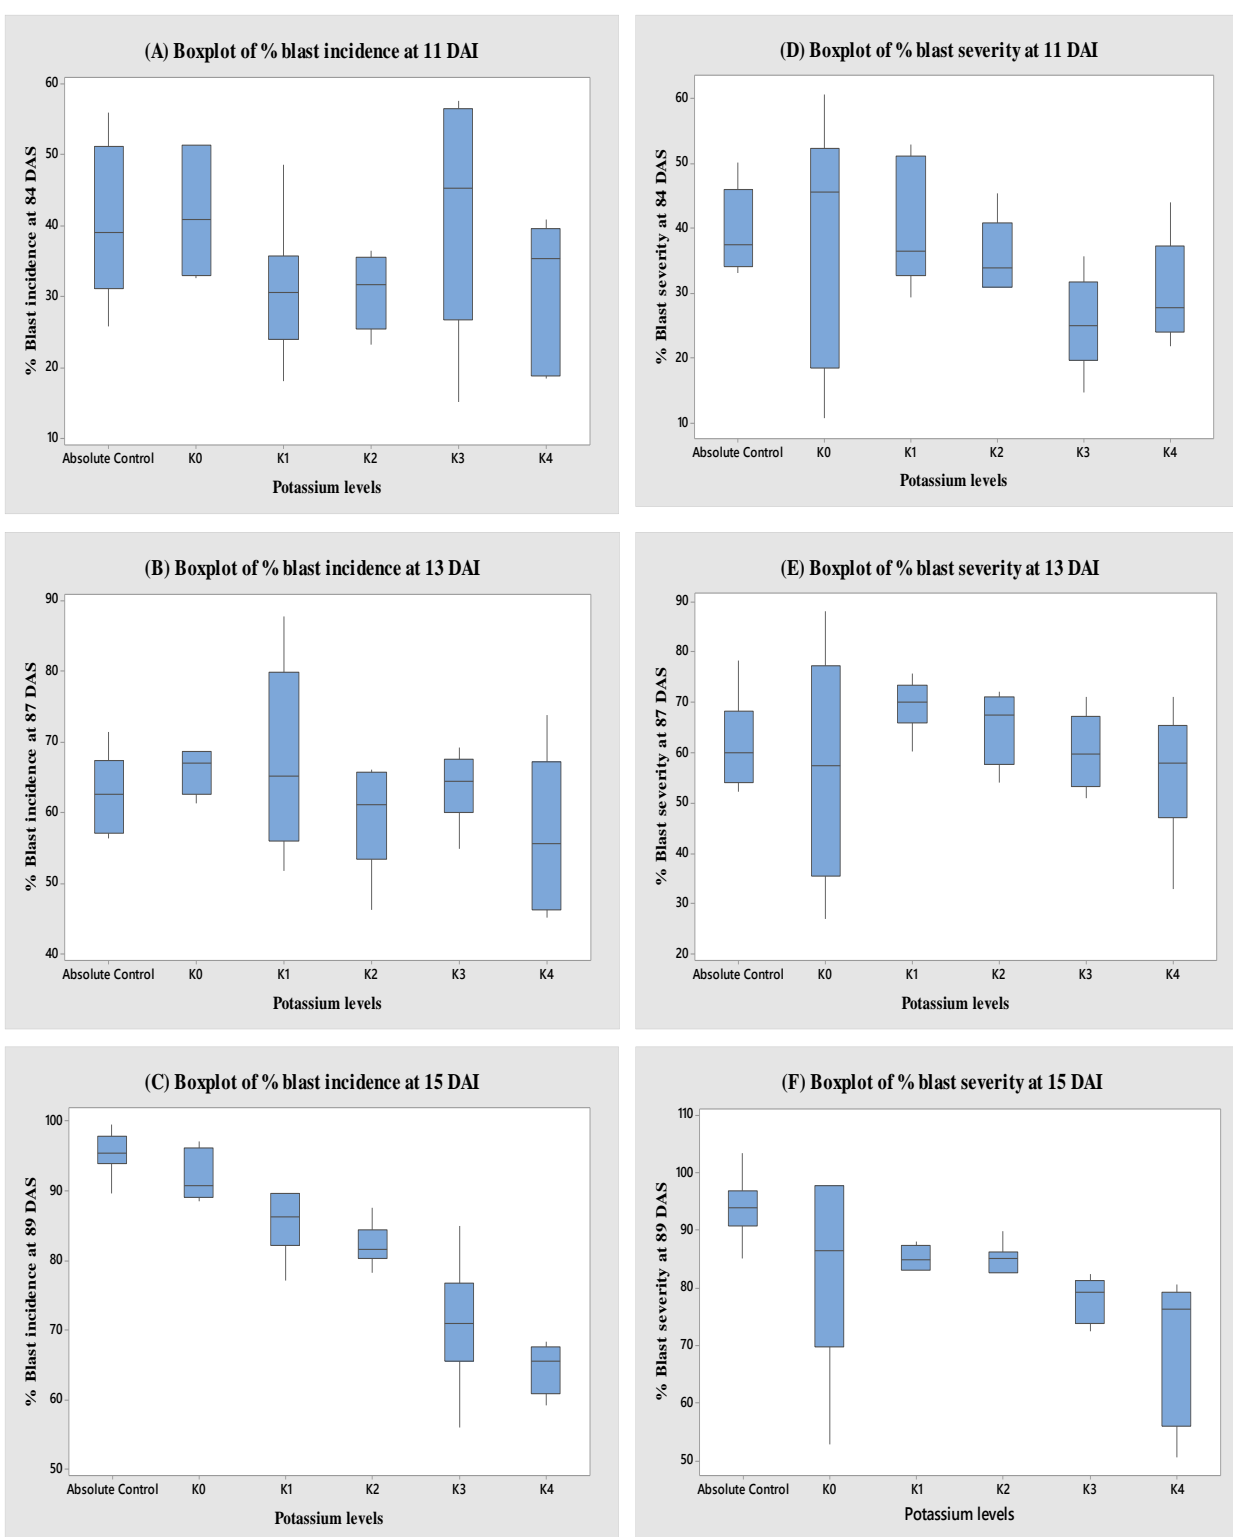 (A) Boxplot of % blast incidence at 11 DAI
% Blast incidence at 84 DAS
60
50
40
30
20
10
Absolute Control K0 K1 K2 K3 K4
Potassium levels
(D) Boxplot of % blast severity at 11 DAI
% Blast severity at 84 DAS
60
50
40
30
20
10
Absolute Control K0 K1 K2 K3 K4
Potassium levels
(B) Boxplot of % blast incidence at 13 DAI
% Blast incidence at 87 DAS
90
80
70
60
50
40
Absolute Control K0 K1 K2 K3 K4
Potassium levels
(E) Boxplot of % blast severity at 13 DAI
% Blast severity at 87 DAS
90
80
70
60
50
40
30
20
Absolute Control K0 K1 K2 K3 K4
Potassium levels
(C) Boxplot of % blast incidence at 15 DAI
% Blast incidence at 89 DAS
100
90
80
70
60
50
Absolute Control K0 K1 K2 K3 K4
Potassium levels
(F) Boxplot of % blast severity at 15 DAI
% Blast severity at 89 DAS
110
100
90
80
70
60
50
Absolute Control K0 K1 K2 K3 K4
Potassium levels